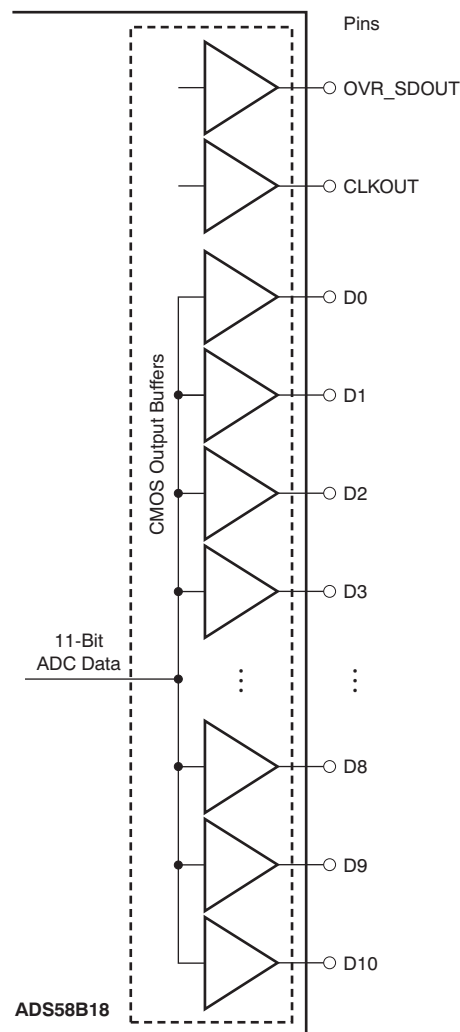 Pins
OVR_SDOUT
CLKOUT
D0
D1
CMOS Output Buffers
D2
D3
11-Bit
ADC Data
D8
D9
D10
ADS58B18